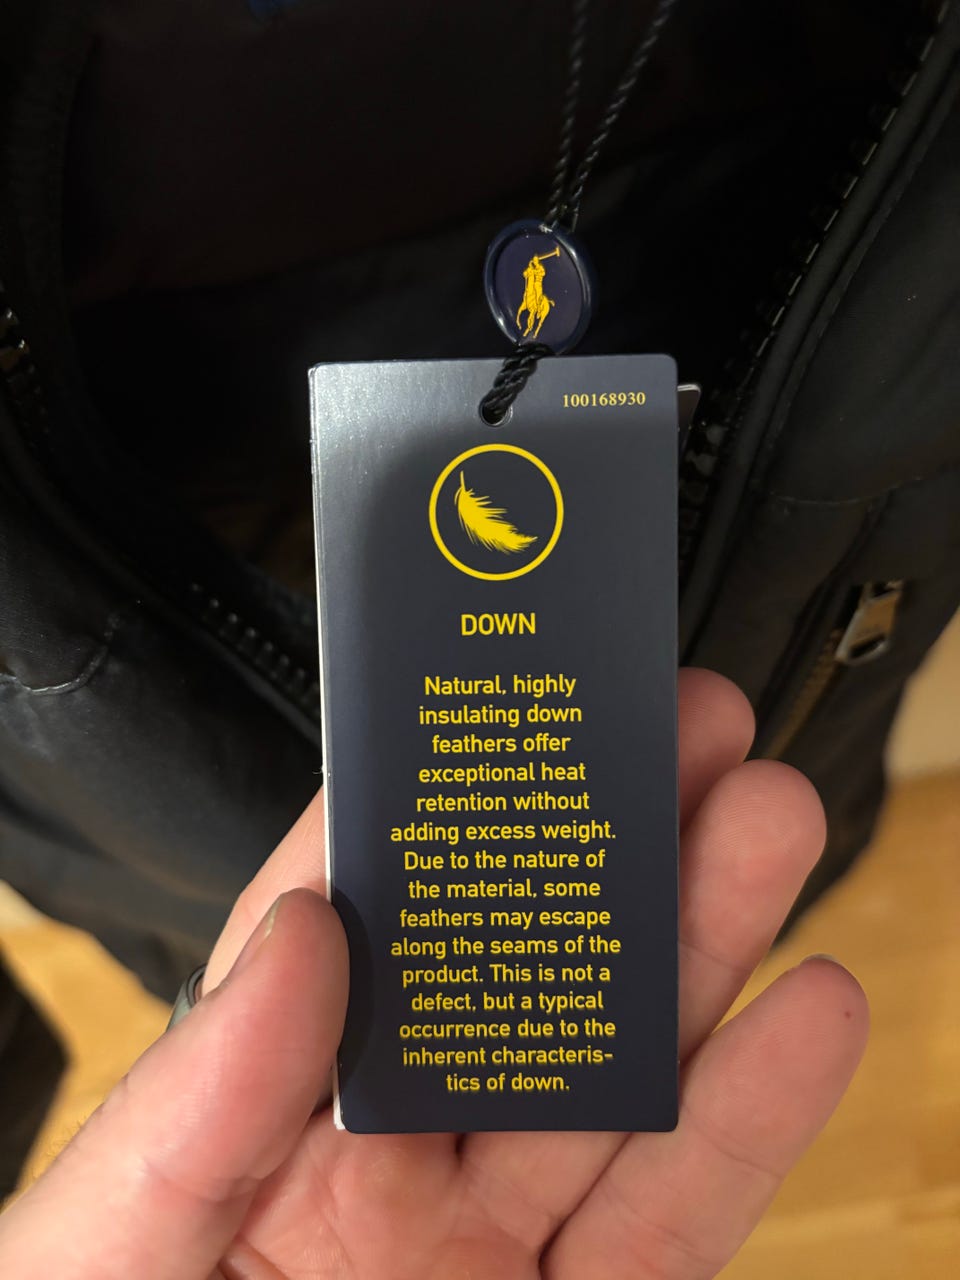 100168930
DOWN
Natural, highly
insulating down
feathers offer
exceptional heat
retention without
adding excess weight.
Due to the nature of
the material, some
feathers may escape
along the seams of the
product. This is not a
defect, but a typical
occurrence due to the
inherent characteris-
tics of down.